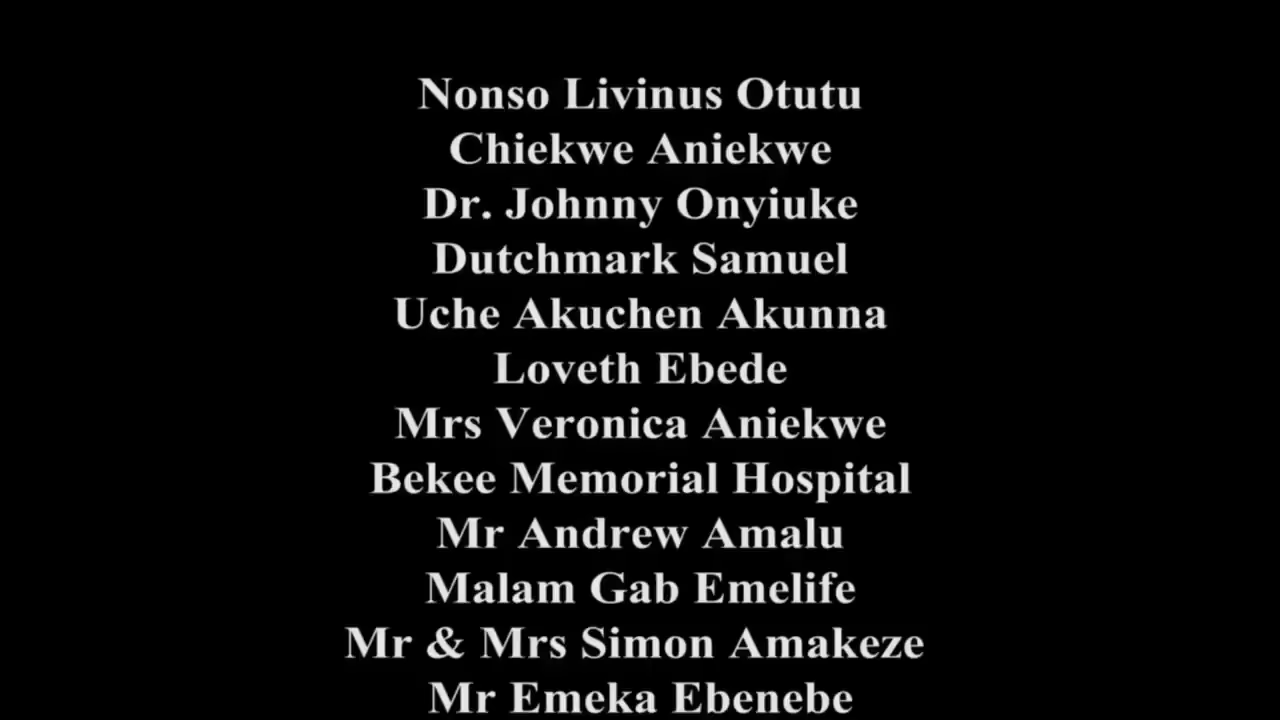 Nonso Livinus Otutu
Chiekwe Aniekwe
Dr. Johnny Onyiuke
Dutchmark Samuel
Uche Akuchen Akunna
Loveth Ebede
Mrs Veronica Aniekwe
Bekee Memorial Hospital
Mr Andrew Amalu
Malam Gab Emelife
Mr & Mrs Simon Amakeze
Mr Emeka Ebenebe